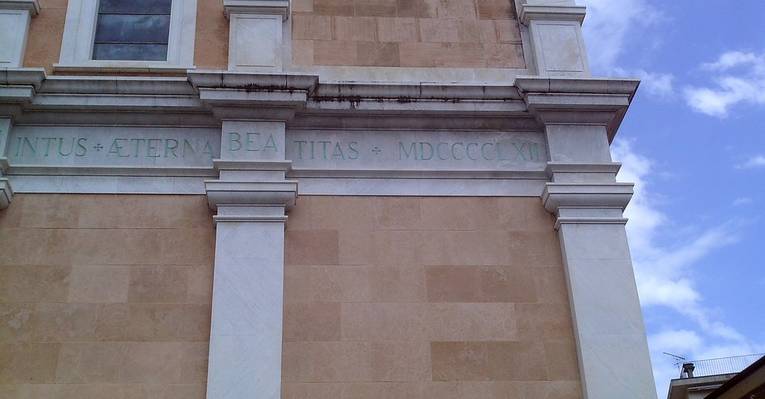 INTUS + ÆTERNA BEATITAS + MDCCCCLXII